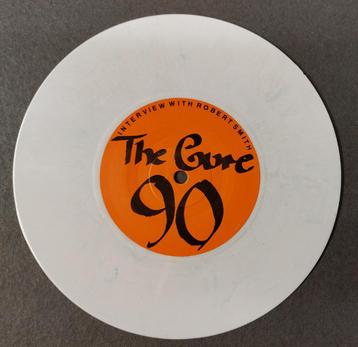 INTERVIEW WITH ROBERT SMITH
The Cure
90